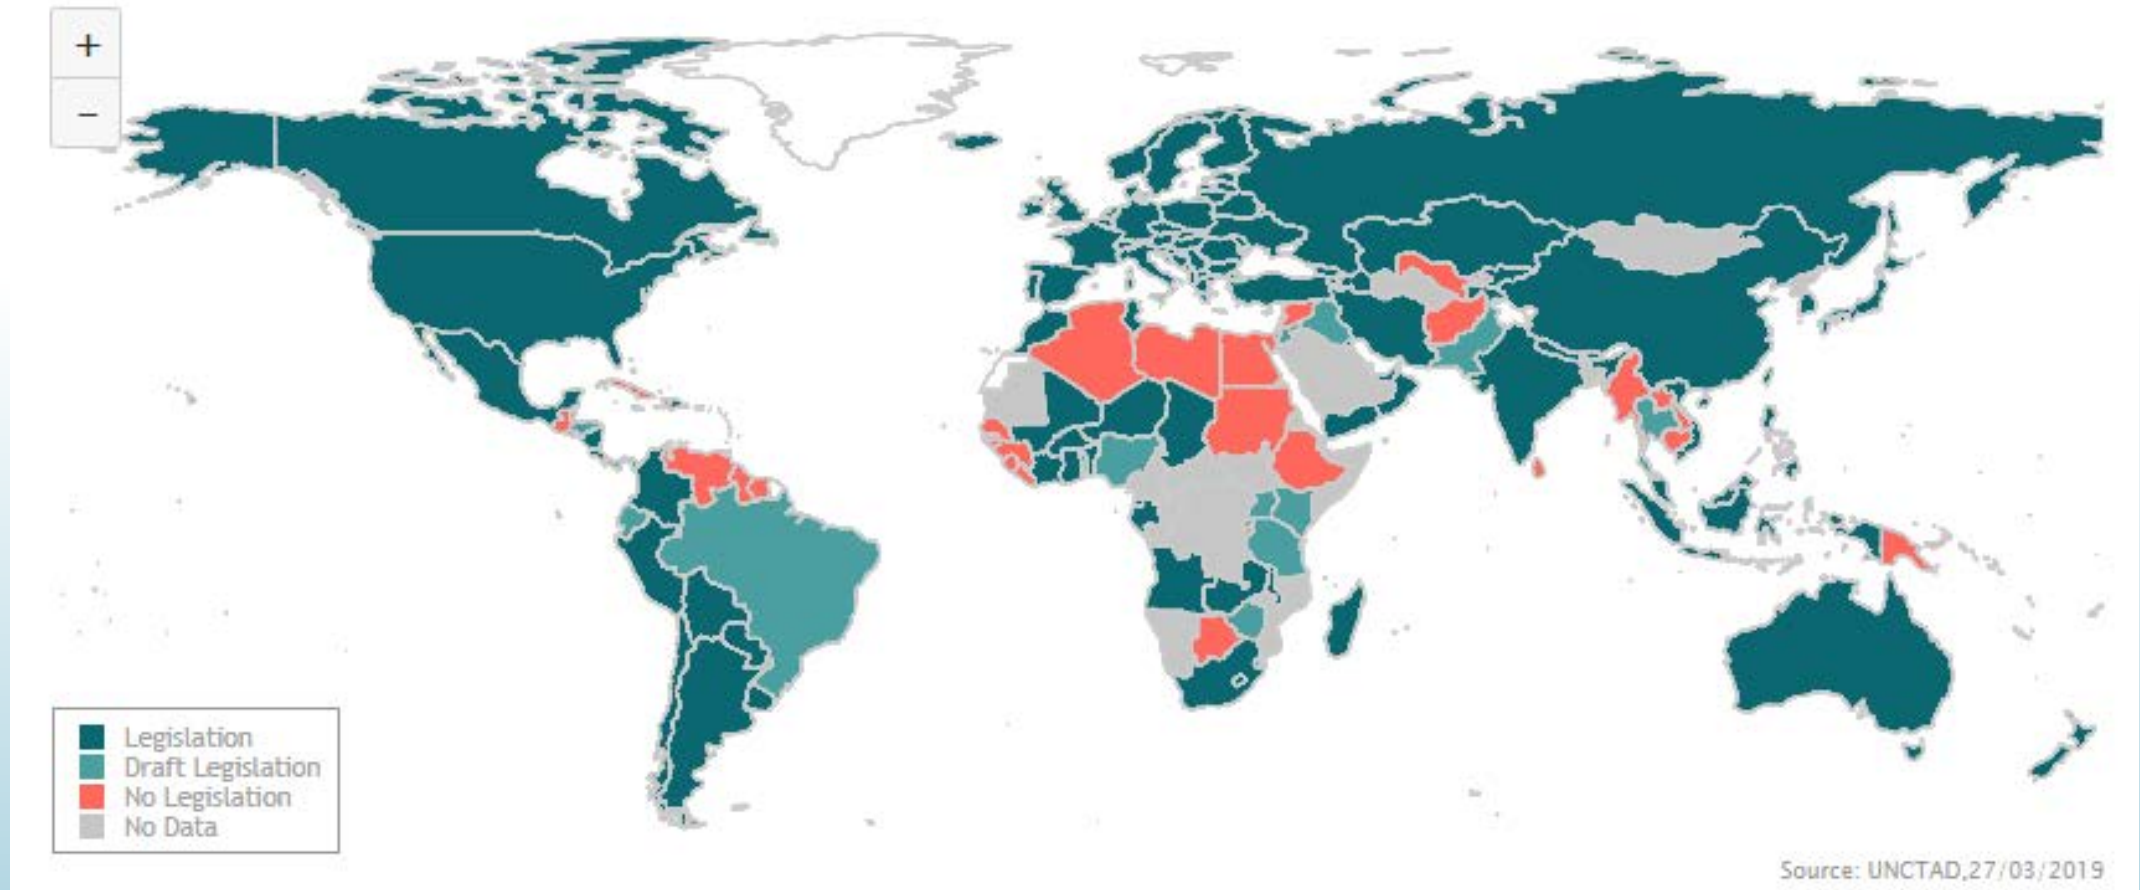 +
−
Legislation
Draft Legislation
No Legislation
No Data
Source: UNCTAD,27/03/2019